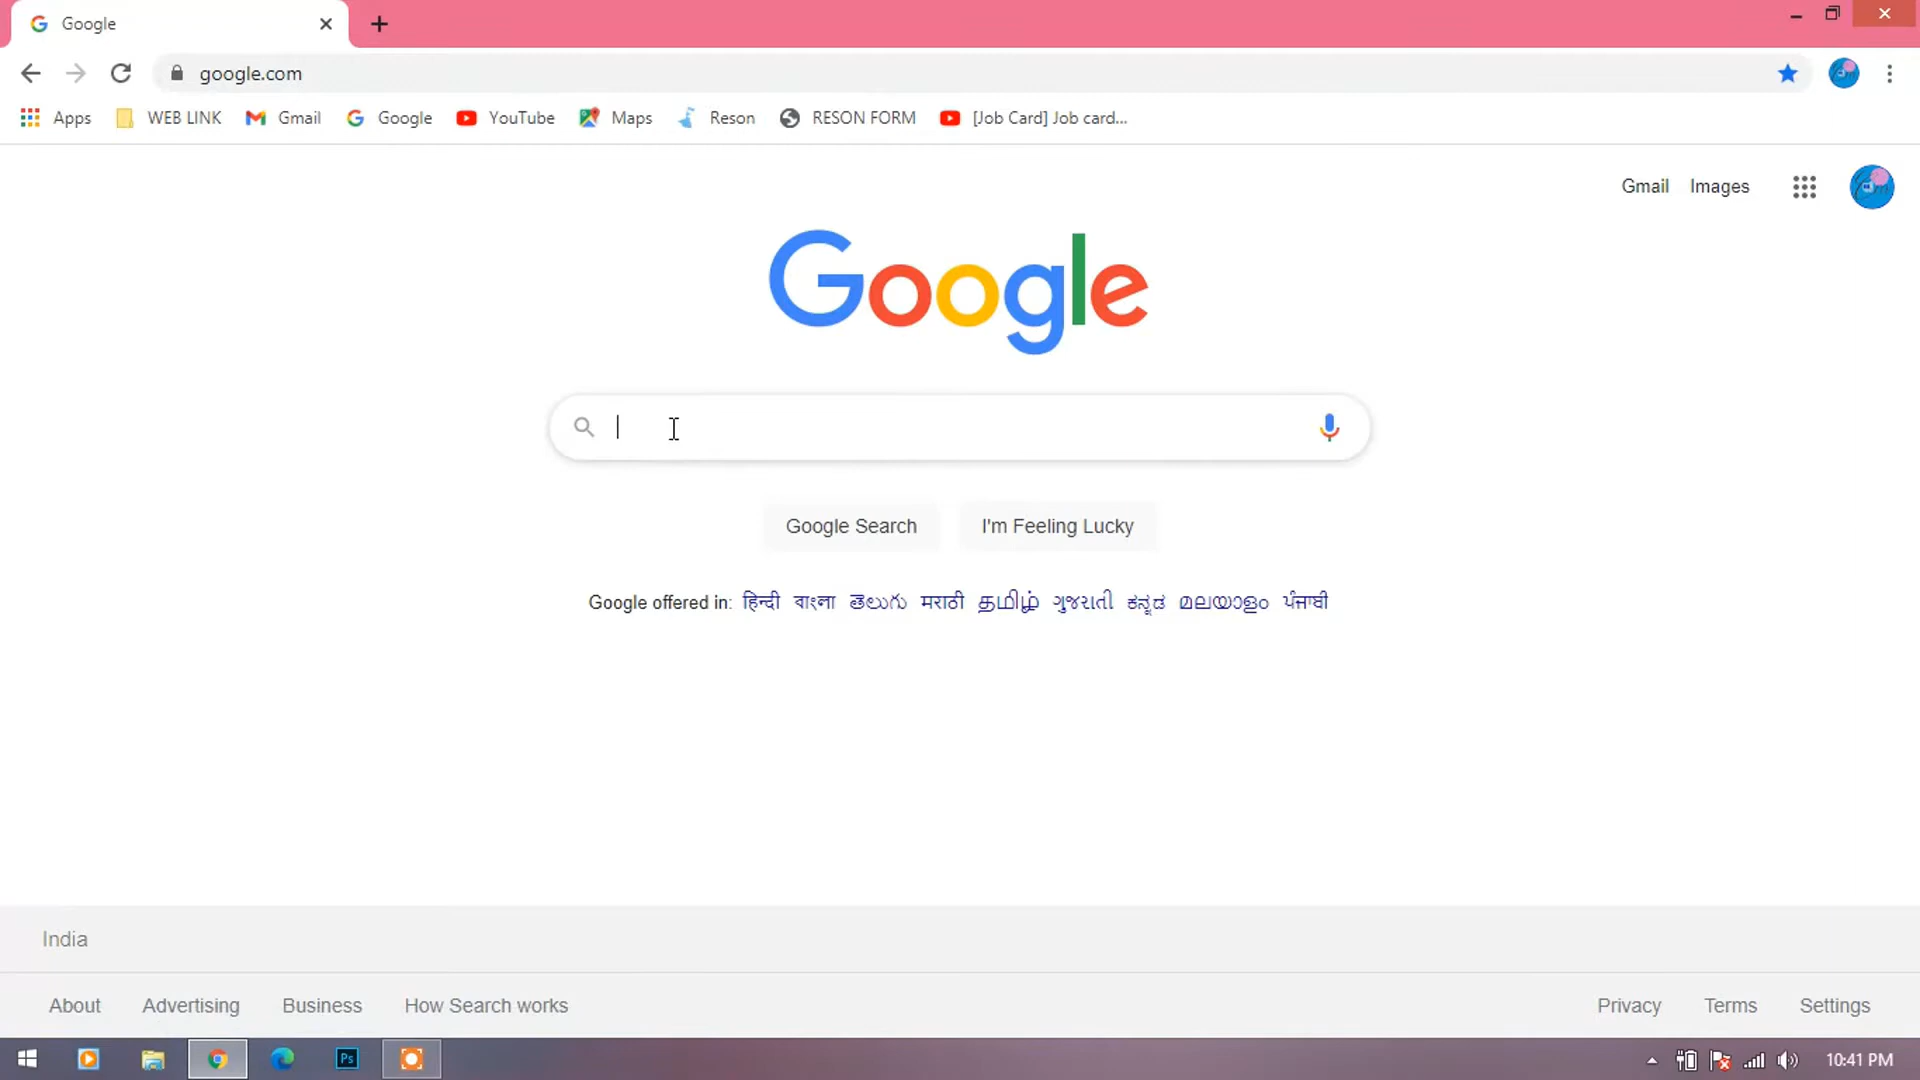 Google
google.com
Apps WEB LINK Gmail Google YouTube Maps Reson RESON FORM [Job Card] Job card...
Gmail Images
Google
Google Search I'm Feeling Lucky
Google offered in: हिन्दी বাংলা తెలుగు मराठी தமிழ் ગુજરાતી ಕನ್ನಡ മലയാളം ਪੰਜਾਬੀ
India
About Advertising Business How Search works Privacy Terms Settings
Ps 10:41 PM